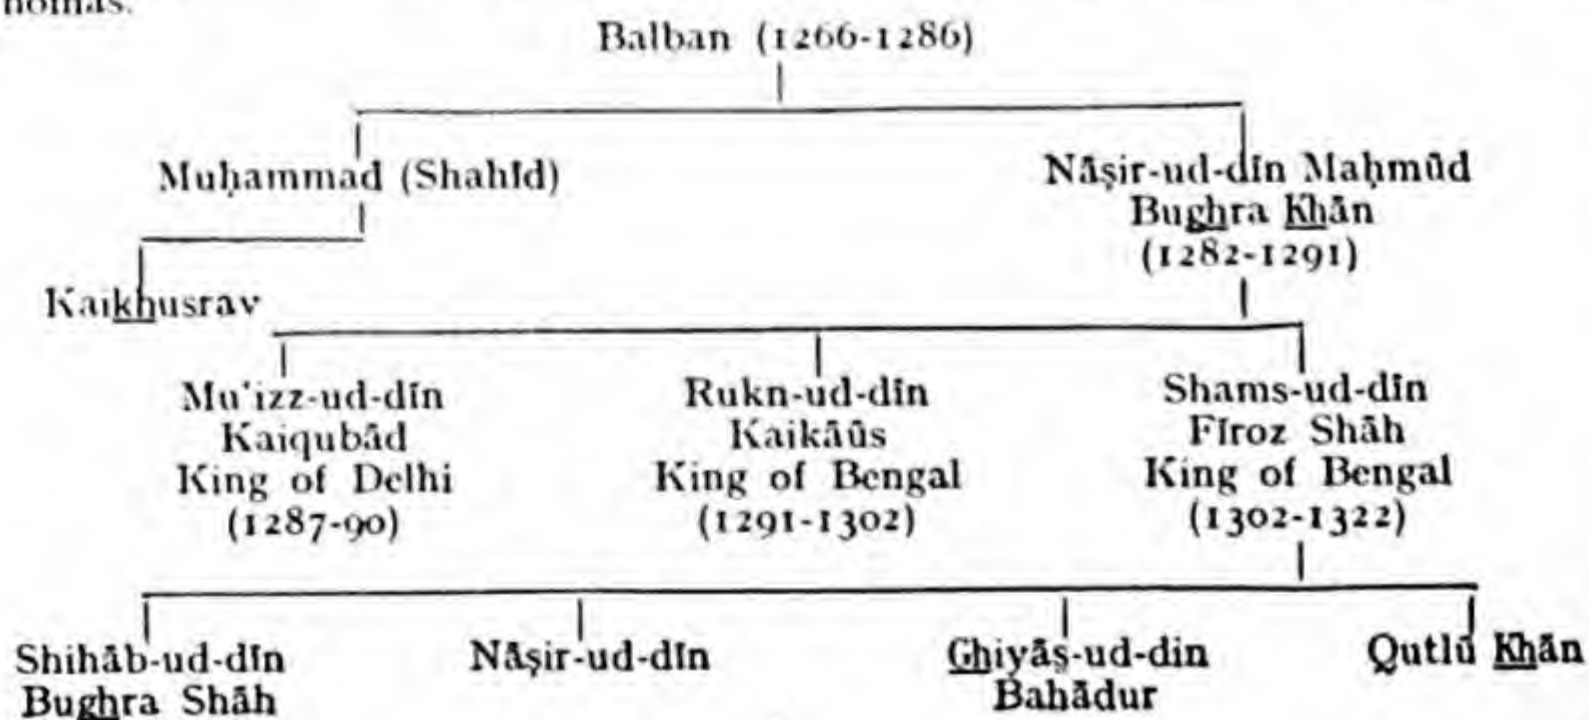 Balban (1266-1286)
Muḥammad (Shahīd)
Nāṣir-ud-dīn Maḥmūd
Bughra Khān
(1282-1291)
Kaikhusrav
Mu'izz-ud-dīn
Kaiqubād
King of Delhi
(1287-90)
Rukn-ud-dīn
Kaikāūs
King of Bengal
(1291-1302)
Shams-ud-dīn
Fīroz Shāh
King of Bengal
(1302-1322)
Shihāb-ud-dīn
Bughra Shāh
Nāṣir-ud-dīn
Ghiyāṣ-ud-din
Bahādur
Qutlū Khān